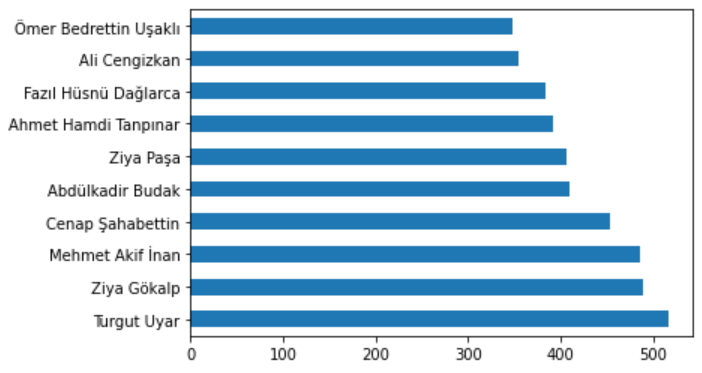 Ömer Bedrettin Uşaklı
Ali Cengizkan
Fazıl Hüsnü Dağlarca
Ahmet Hamdi Tanpınar
Ziya Paşa
Abdülkadir Budak
Cenap Şahabettin
Mehmet Akif İnan
Ziya Gökalp
Turgut Uyar
0 100 200 300 400 500